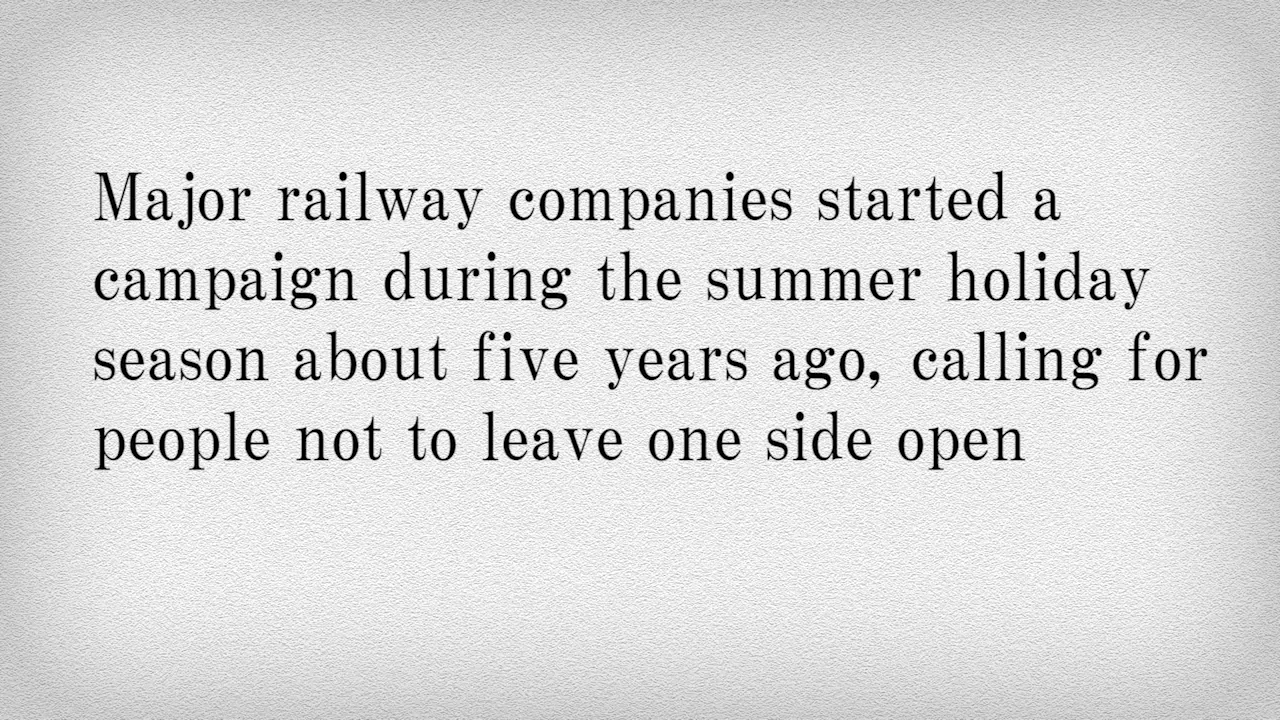 Major railway companies started a
campaign during the summer holiday
season about five years ago, calling for
people not to leave one side open